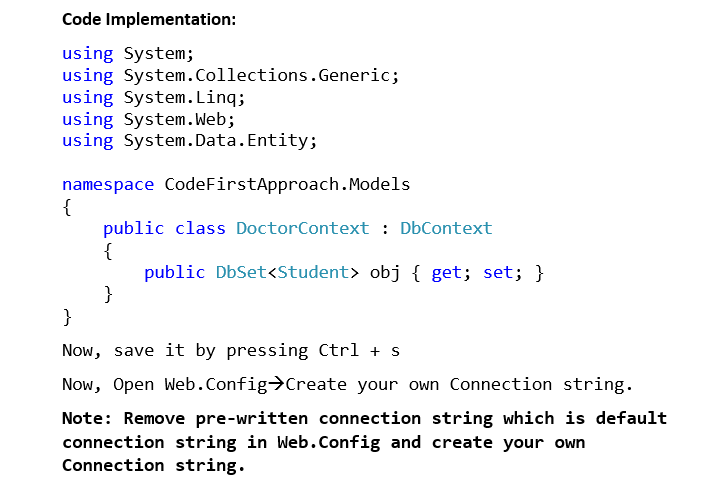 Code Implementation:
using System;
using System.Collections.Generic;
using System.Linq;
using System.Web;
using System.Data.Entity;
namespace CodeFirstApproach.Models
{
public class DoctorContext : DbContext
{
public DbSet<Student> obj { get; set; }
}
}
Now, save it by pressing Ctrl + s
Now, Open Web.Config→Create your own Connection string.
Note: Remove pre-written connection string which is default
connection string in Web.Config and create your own
Connection string.